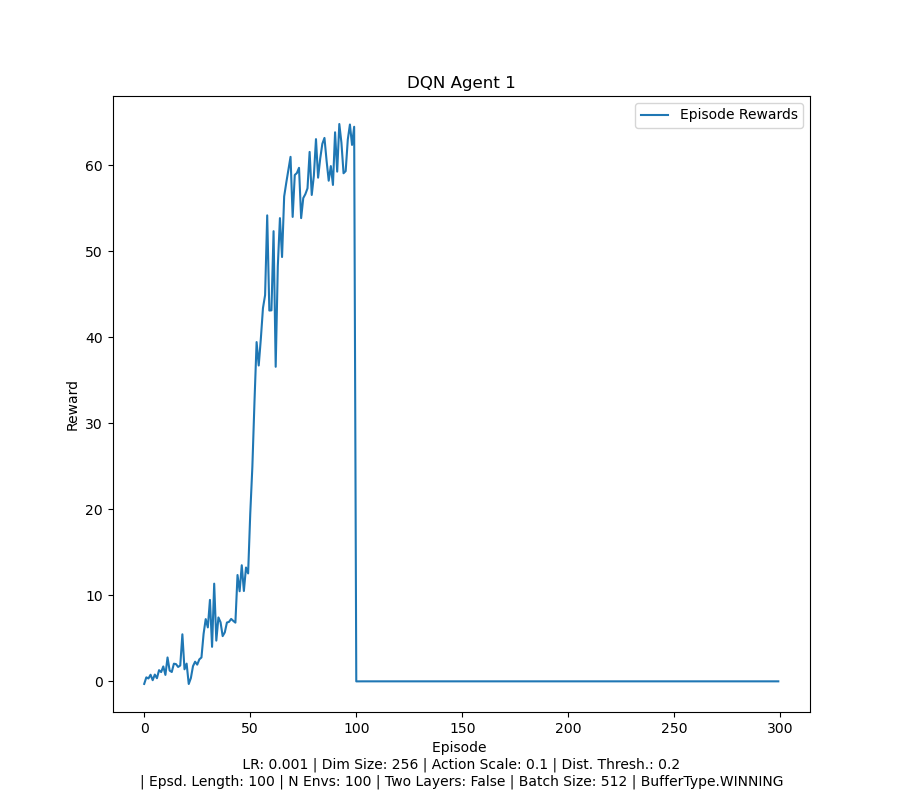 DQN Agent 1
Episode Rewards
60
50
40
30
20
10
0
Reward
0 50 100 150 200 250 300
Episode
LR: 0.001 | Dim Size: 256 | Action Scale: 0.1 | Dist. Thresh.: 0.2
| Epsd. Length: 100 | N Envs: 100 | Two Layers: False | Batch Size: 512 | BufferType.WINNING